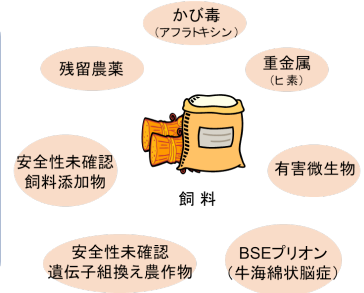 かび毒
（アフラトキシン）
残留農薬
重金属
（ヒ素）
安全性未確認
飼料添加物
有害微生物
飼 料
安全性未確認
遺伝子組換え農作物
BSEプリオン
（牛海綿状脳症）